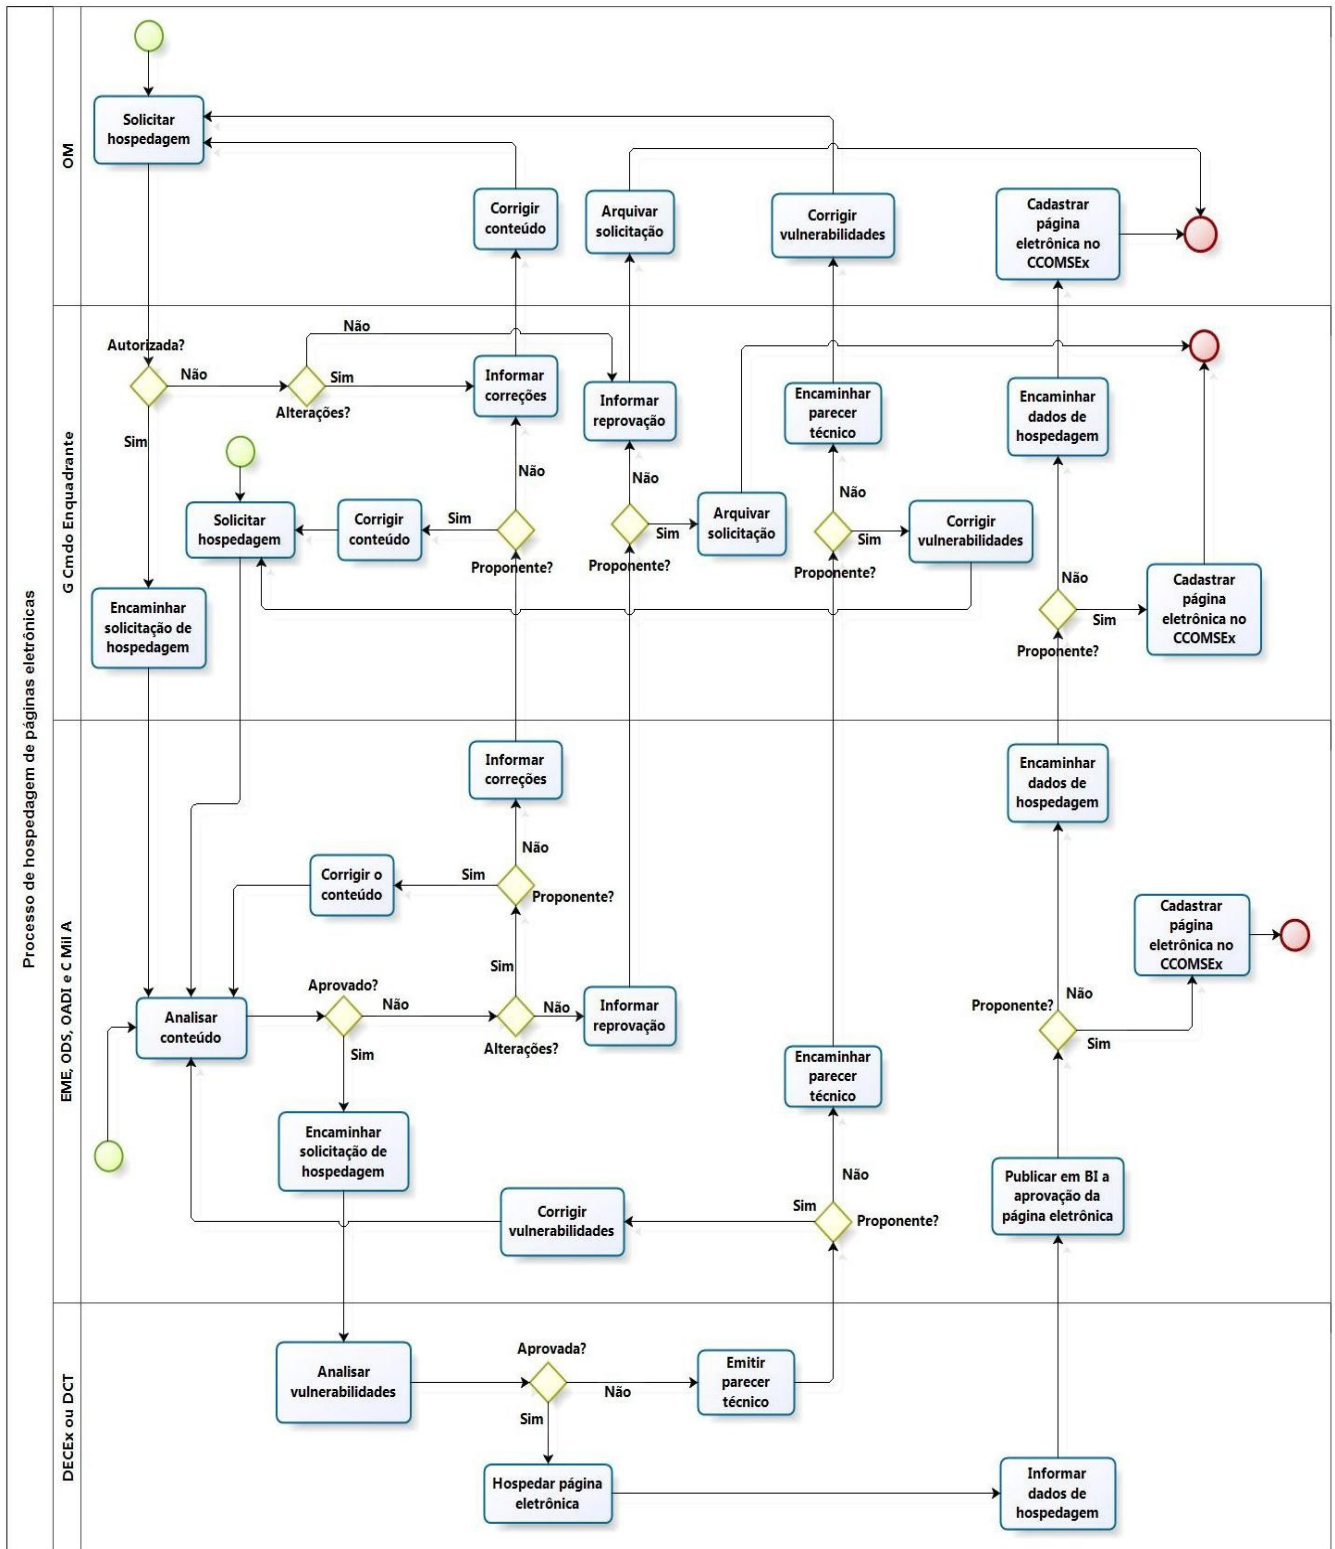 Processo de hospedagem de páginas eletrônicas
OM
Solicitar
hospedagem
Corrigir
conteúdo
Arquivar
solicitação
Corrigir
vulnerabilidades
Cadastrar
página
eletrônica no
CCOMSEx
G Cmdo Enquadrante
Autorizada?
Não
Sim
Não
Sim
Alterações?
Informar
correções
Informar
reprovação
Encaminhar
parecer
técnico
Encaminhar
dados de
hospedagem
Solicitar
hospedagem
Corrigir
conteúdo
Sim
Não
Proponente?
Não
Sim
Proponente?
Arquivar
solicitação
Não
Sim
Proponente?
Corrigir
vulnerabilidades
Encaminhar
solicitação de
hospedagem
Não
Sim
Proponente?
Cadastrar
página
eletrônica no
CCOMSEx
EME, ODS, OADI e C Mil A
Informar
correções
Encaminhar
dados de
hospedagem
Corrigir o
conteúdo
Sim
Não
Proponente?
Cadastrar
página
eletrônica no
CCOMSEx
Analisar
conteúdo
Aprovado?
Não
Sim
Sim
Não
Alterações?
Informar
reprovação
Proponente?
Não
Sim
Encaminhar
parecer
técnico
Encaminhar
solicitação de
hospedagem
Corrigir
vulnerabilidades
Sim
Não
Proponente?
Publicar em BI a
aprovação da
página eletrônica
DECEx ou DCT
Analisar
vulnerabilidades
Aprovada?
Não
Sim
Emitir
parecer
técnico
Hospedar página
eletrônica
Informar
dados de
hospedagem